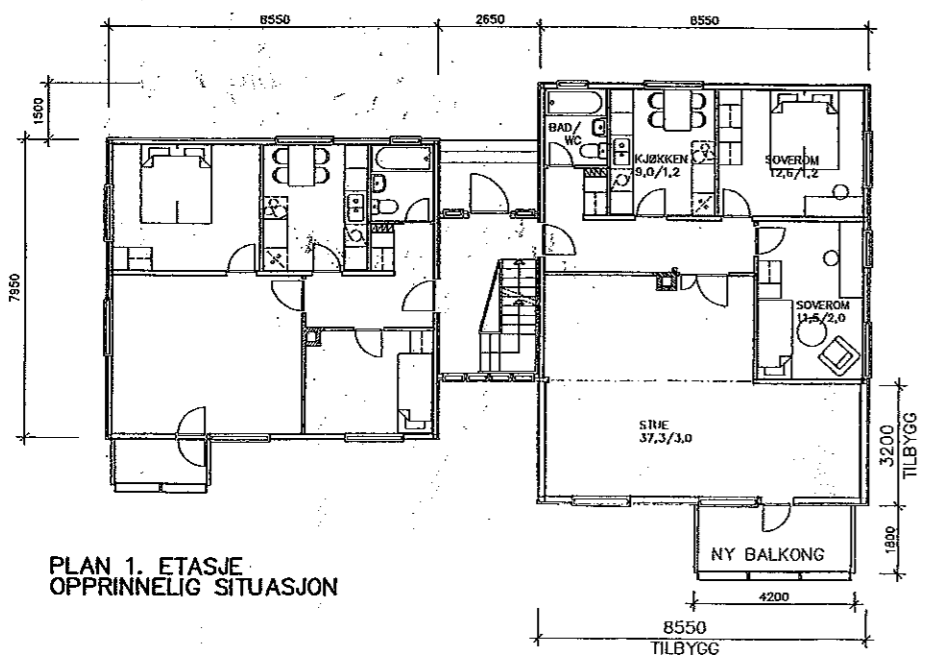 8550
2650
8550
1500
BAD/
WC
KJØKKEN
9,0/1,2
SOVEROM
12,6/1,2
7950
SOVEROM
11,5/2,0
STUE
37,3/3,0
3200
TILBYGG
NY BALKONG
1800
PLAN 1. ETASJE
OPPRINNELIG SITUASJON
4200
8550
TILBYGG